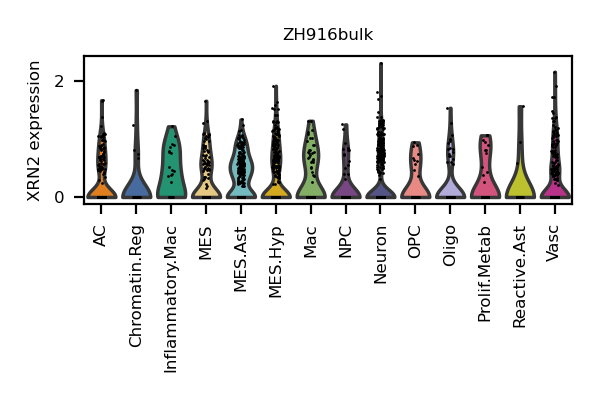 ZH916bulk
XRN2 expression
2
0
AC
Chromatin.Reg
Inflammatory.Mac
MES
MES.Ast
MES.Hyp
Mac
NPC
Neuron
OPC
Oligo
Prolif.Metab
Reactive.Ast
Vasc